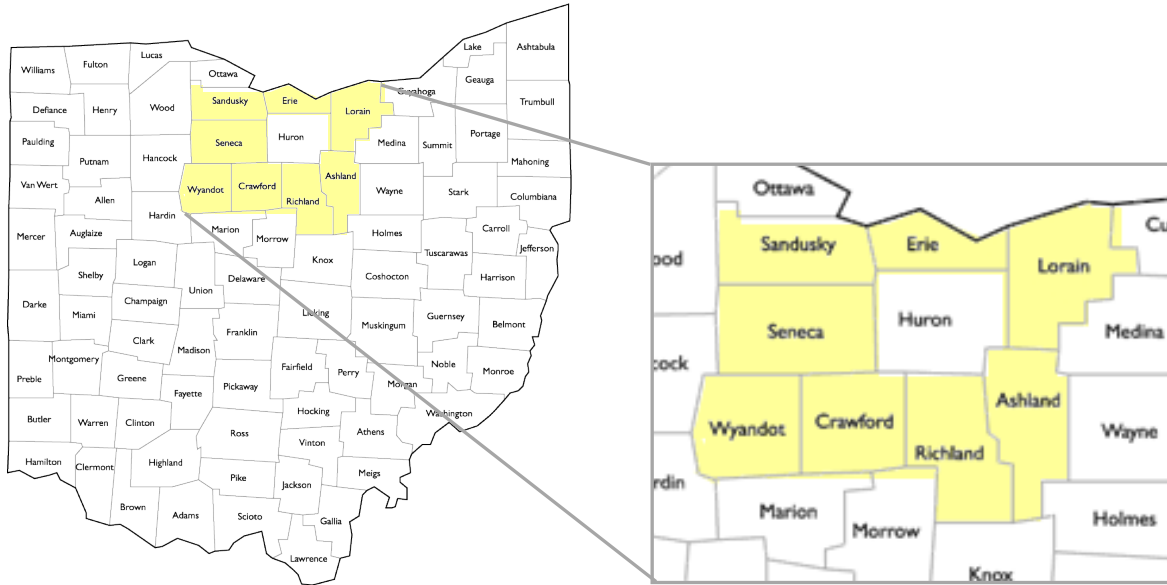 Lake
Ashtabula
Lucas
Fulton
Williams
Ottawa
Geauga
Cuyahoga
Sandusky
Erie
Trumbull
Defiance
Henry
Wood
Lorain
Paulding
Huron
Portage
Seneca
Medina
Summit
Putnam
Hancock
Mahoning
Ashland
Van Wert
Wyandot
Crawford
Wayne
Stark
Columbiana
Allen
Richland
Hardin
Mercer
Auglaize
Marion
Morrow
Holmes
Carroll
Jefferson
Knox
Tuscarawas
Logan
Shelby
Delaware
Coshocton
Harrison
Union
Darke
Champaign
Miami
Licking
Muskingum
Guernsey
Belmont
Franklin
Clark
Madison
Montgomery
Noble
Preble
Greene
Fairfield
Perry
Monroe
Fayette
Pickaway
Morgan
Hocking
Washington
Butler
Warren
Clinton
Ross
Athens
Vinton
Hamilton
Clermont
Highland
Pike
Jackson
Meigs
Brown
Adams
Scioto
Gallia
Lawrence
Ottawa
Cu
Sandusky
Erie
ood
Lorain
Seneca
Huron
Medina
cock
Ashland
Wyandot
Crawford
Wayne
Richland
rdin
Marion
Morrow
Holmes
Knox